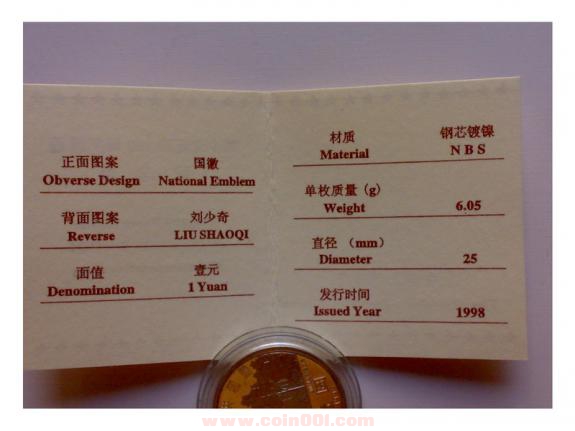 正面图案 国徽
Obverse Design National Emblem
背面图案 刘少奇
Reverse LIU SHAOQI
面值 壹元
Denomination 1 Yuan
材质 钢芯镀镍
Material N B S
单枚质量 (g)
Weight 6.05
直径 (mm)
Diameter 25
发行时间
Issued Year 1998
www.coin001.com